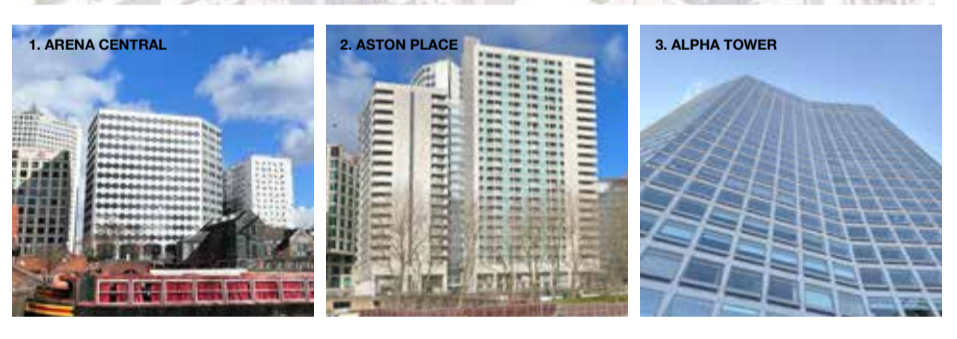 1. ARENA CENTRAL
2. ASTON PLACE
3. ALPHA TOWER